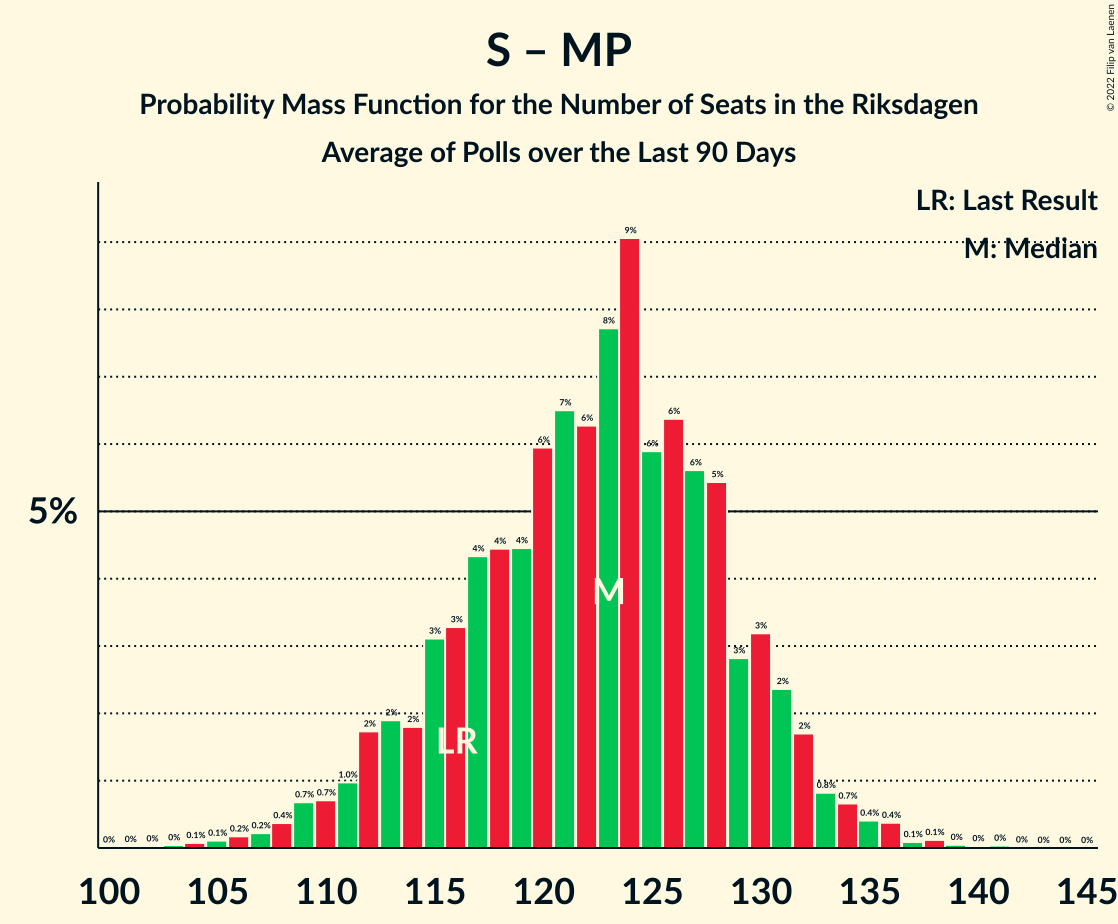 S – MP
Probability Mass Function for the Number of Seats in the Riksdagen
Average of Polls over the Last 90 Days
© 2022 Filip van Laenen
LR: Last Result
M: Median
5%
0% 0% 0% 0% 0.1% 0.1% 0.2% 0.2% 0.4% 0.7% 0.7% 1.0% 2% 2% 2% 3% 3% 4% 4% 4% 6% 7% 6% 8% 9% 6% 6% 6% 5% 3% 3% 2% 2% 0.8% 0.7% 0.4% 0.4% 0.1% 0.1% 0% 0% 0% 0% 0% 0% 0%
M
LR
100 105 110 115 120 125 130 135 140 145